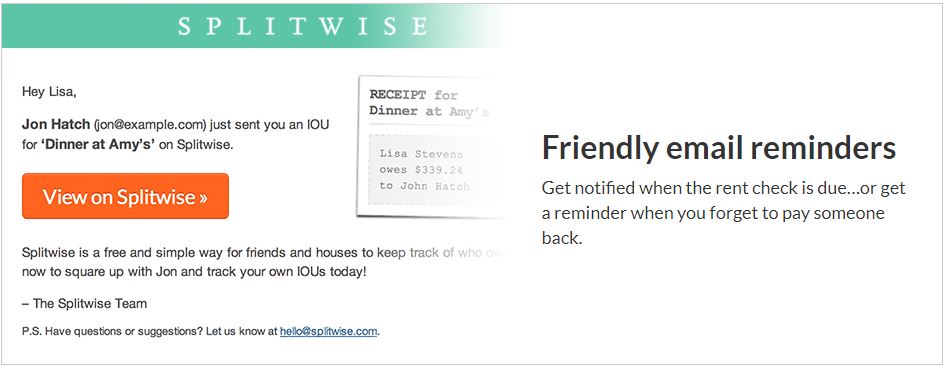 SPLITWISE
Hey Lisa,
Jon Hatch (jon@example.com) just sent you an IOU
for ‘Dinner at Amy’s’ on Splitwise.
View on Splitwise »
RECEIPT for
Dinner at Amy’s
Lisa Stevens
owes $339.24
to John Hatch
Splitwise is a free and simple way for friends and houses to keep track of who
now to square up with Jon and track your own IOUs today!
– The Splitwise Team
P.S. Have questions or suggestions? Let us know at hello@splitwise.com.
Friendly email reminders
Get notified when the rent check is due...or get
a reminder when you forget to pay someone
back.